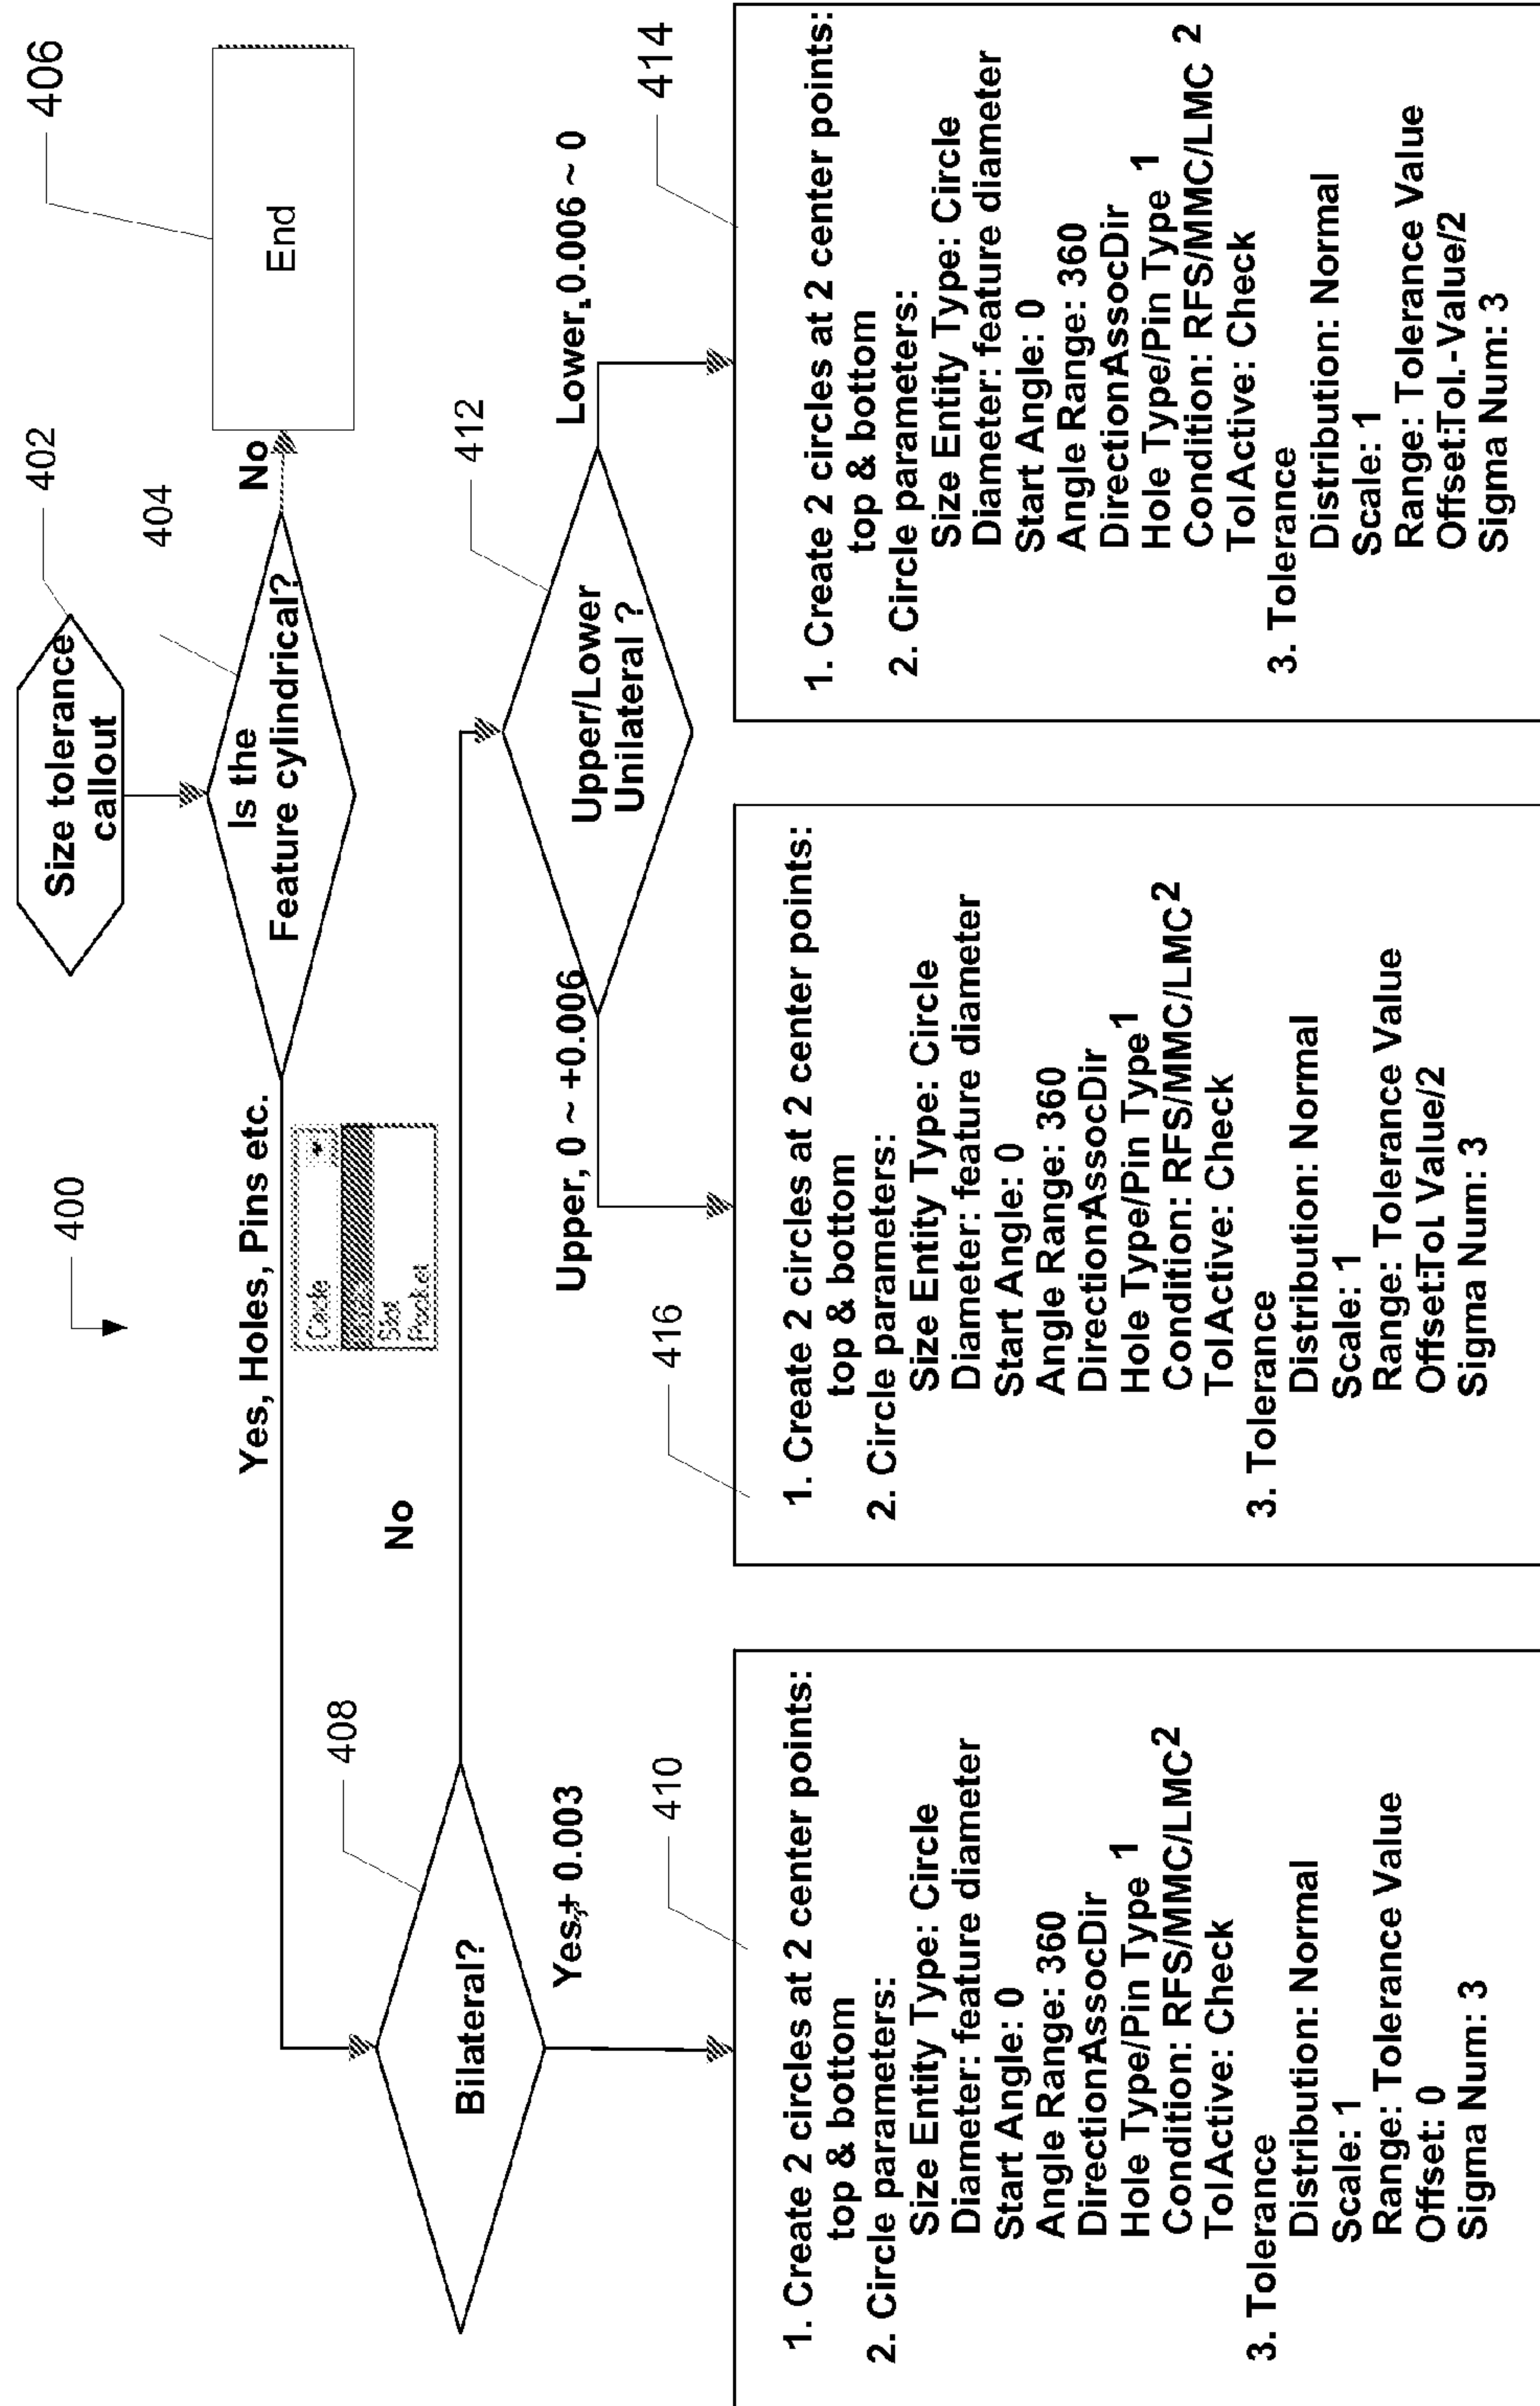 400
402
Size tolerance
callout
404
Is the
Feature cylindrical?
No
406
End
Yes, Holes, Pins etc.
Circle
Slot
Pocket
408
Bilateral?
No
Yes,+ 0.003
412
Upper/Lower
Unilateral ?
Upper, 0 ~ +0.006
Lower,-0.006 ~ 0
410
1. Create 2 circles at 2 center points:
top & bottom
2. Circle parameters:
Size Entity Type: Circle
Diameter: feature diameter
Start Angle: 0
Angle Range: 360
DirectionAssocDir
Hole Type/Pin Type 1
Condition: RFS/MMC/LMC2
TolActive: Check
3. Tolerance
Distribution: Normal
Scale: 1
Range: Tolerance Value
Offset: 0
Sigma Num: 3
416
1. Create 2 circles at 2 center points:
top & bottom
2. Circle parameters:
Size Entity Type: Circle
Diameter: feature diameter
Start Angle: 0
Angle Range: 360
DirectionAssocDir
Hole Type/Pin Type1
Condition: RFS/MMC/LMC2
TolActive: Check
3. Tolerance
Distribution: Normal
Scale: 1
Range: Tolerance Value
Offset:Tol. Value/2
Sigma Num: 3
414
1. Create 2 circles at 2 center points:
top & bottom
2. Circle parameters:
Size Entity Type: Circle
Diameter: feature diameter
Start Angle: 0
Angle Range: 360
DirectionAssocDir
Hole Type/Pin Type 1
Condition: RFS/MMC/LMC 2
TolActive: Check
3. Tolerance
Distribution: Normal
Scale: 1
Range: Tolerance Value
Offset:Tol.-Value/2
Sigma Num: 3